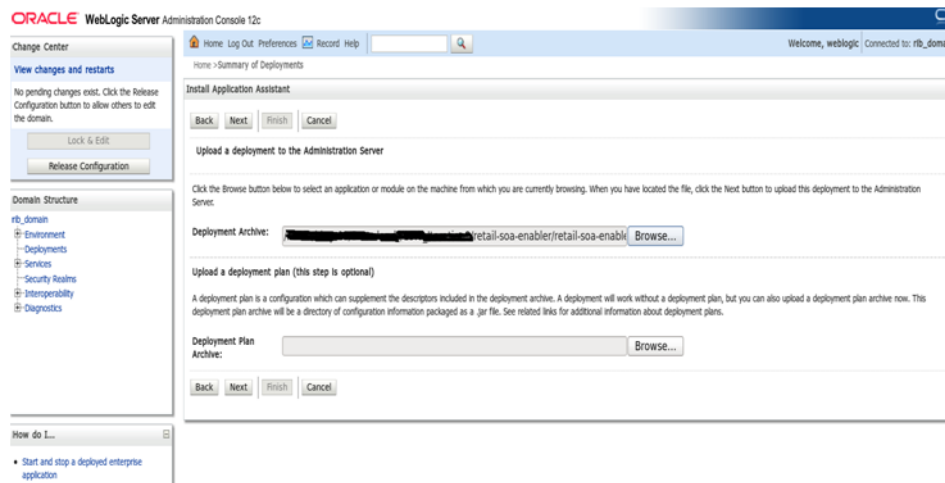 ORACLE WebLogic Server Administration Console 12c
Change Center
View changes and restarts
No pending changes exist. Click the Release
Configuration button to allow others to edit
the domain.
Lock & Edit
Release Configuration
Domain Structure
rib_domain
Environment
Deployments
Services
Security Realms
Interoperability
Diagnostics
How do I...
Start and stop a deployed enterprise
application
Home Log Out Preferences Record Help
Welcome, weblogic Connected to: rib_doma
Home >Summary of Deployments
Install Application Assistant
Back Next Finish Cancel
Upload a deployment to the Administration Server
Click the Browse button below to select an application or module on the machine from which you are currently browsing. When you have located the file, click the Next button to upload this deployment to the Administration
Server.
Deployment Archive: /retail-soa-enabler/retail-soa-enable Browse...
Upload a deployment plan (this step is optional)
A deployment plan is a configuration which can supplement the descriptors included in the deployment archive. A deployment will work without a deployment plan, but you can also upload a deployment plan archive now. This
deployment plan archive will be a directory of configuration information packaged as a .jar file. See related links for additional information about deployment plans.
Deployment Plan
Archive:
Browse...
Back Next Finish Cancel